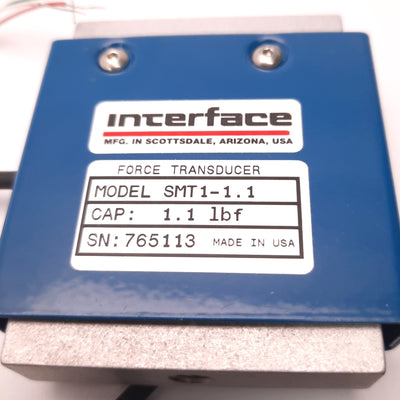 interface
MFG. IN SCOTTSDALE, ARIZONA, USA
FORCE TRANSDUCER
MODEL SMT1-1.1
CAP: 1.1 lbf
SN:765113 MADE IN USA